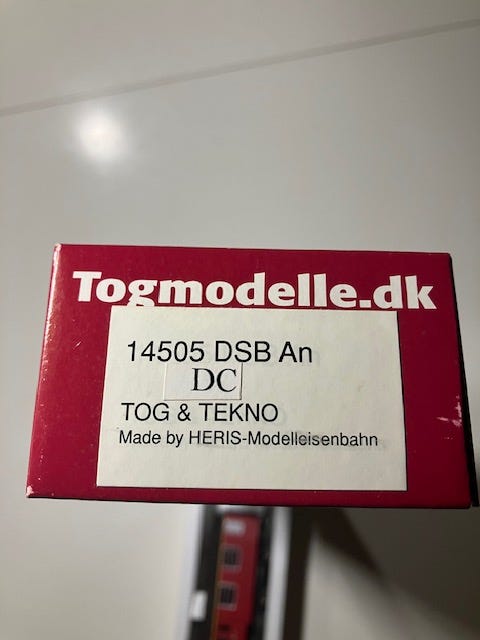 Togmodelle.dk
14505 DSB An
DC
TOG & TEKNO
Made by HERIS-Modelleisenbahn